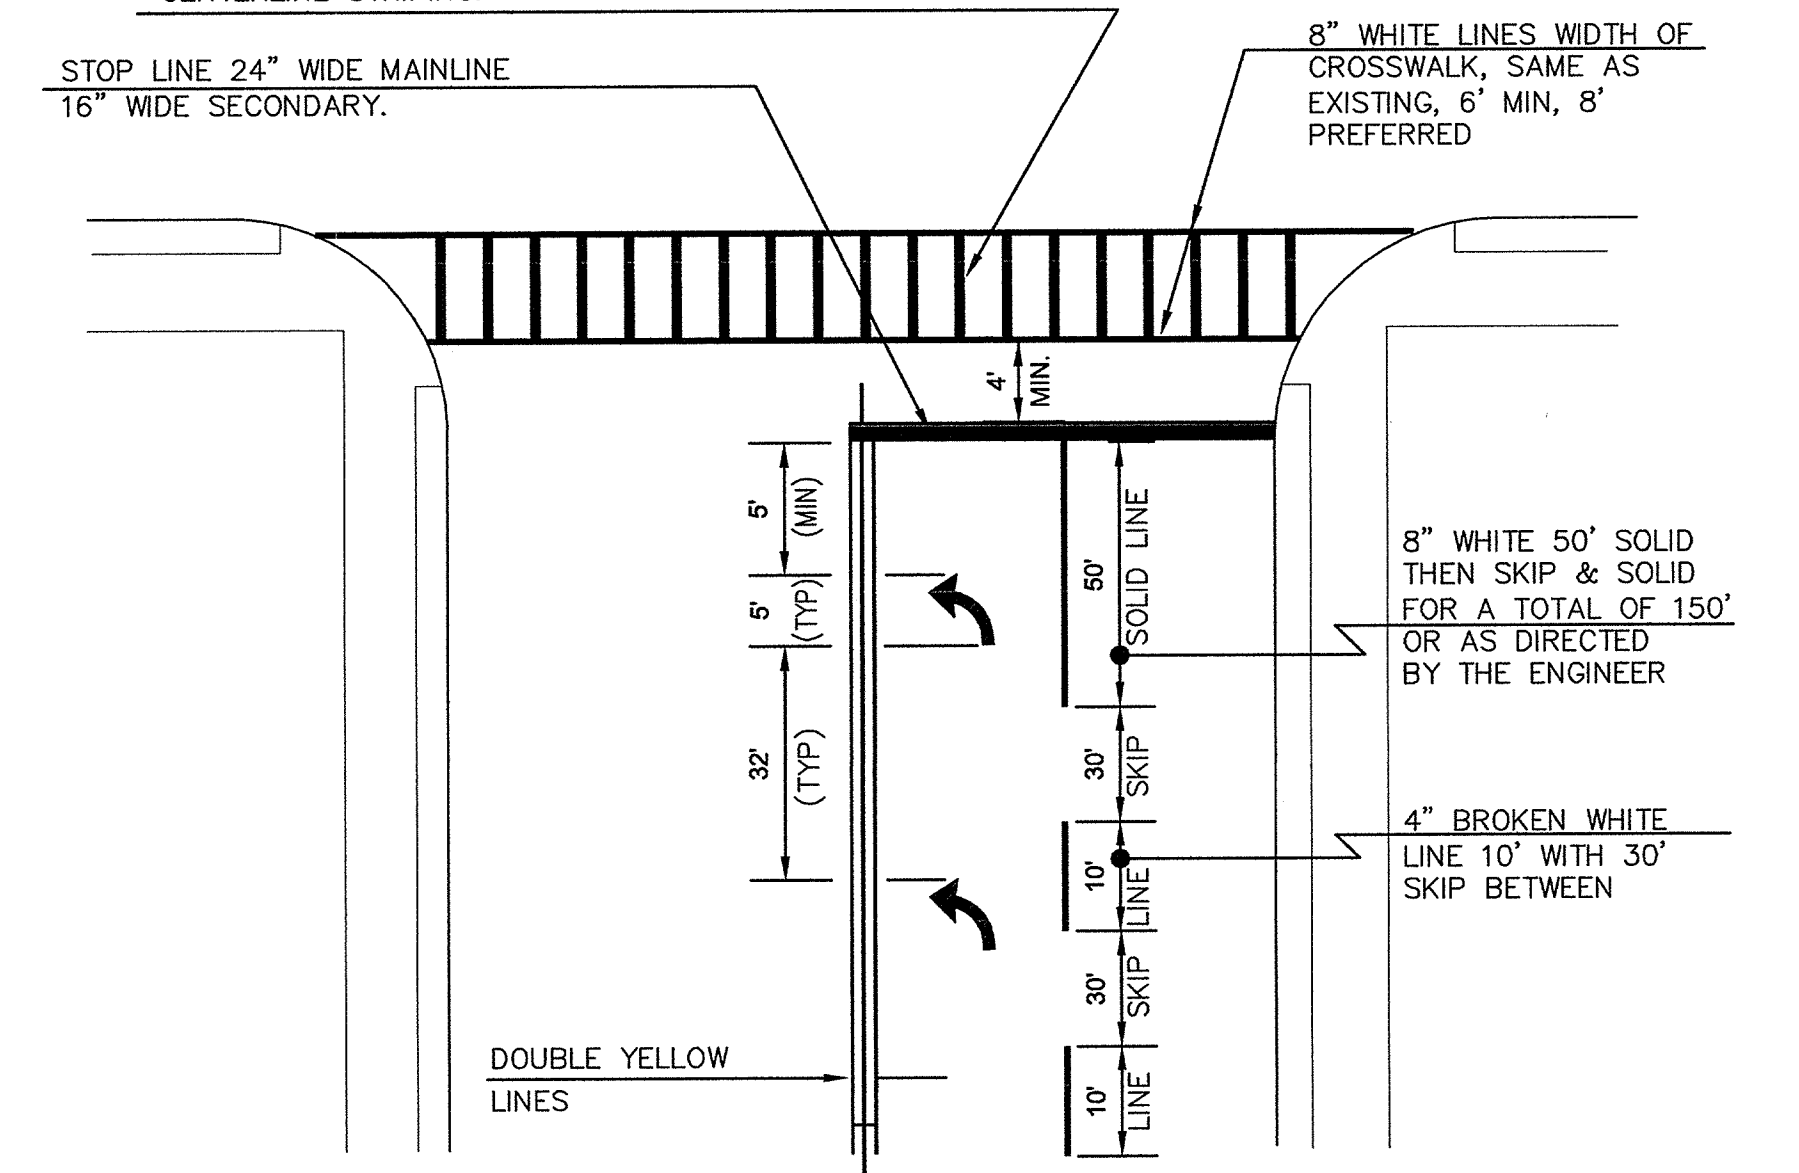 STOP LINE 24” WIDE MAINLINE
16” WIDE SECONDARY.
8” WHITE LINES WIDTH OF
CROSSWALK, SAME AS
EXISTING, 6’ MIN, 8’
PREFERRED
4'
MIN.
5'
(MIN)
5'
(TYP)
32'
(TYP)
50'
SOLID LINE
30'
SKIP
10'
LINE
30'
SKIP
10'
LINE
8” WHITE 50’ SOLID
THEN SKIP & SOLID
FOR A TOTAL OF 150’
OR AS DIRECTED
BY THE ENGINEER
4” BROKEN WHITE
LINE 10’ WITH 30’
SKIP BETWEEN
DOUBLE YELLOW
LINES